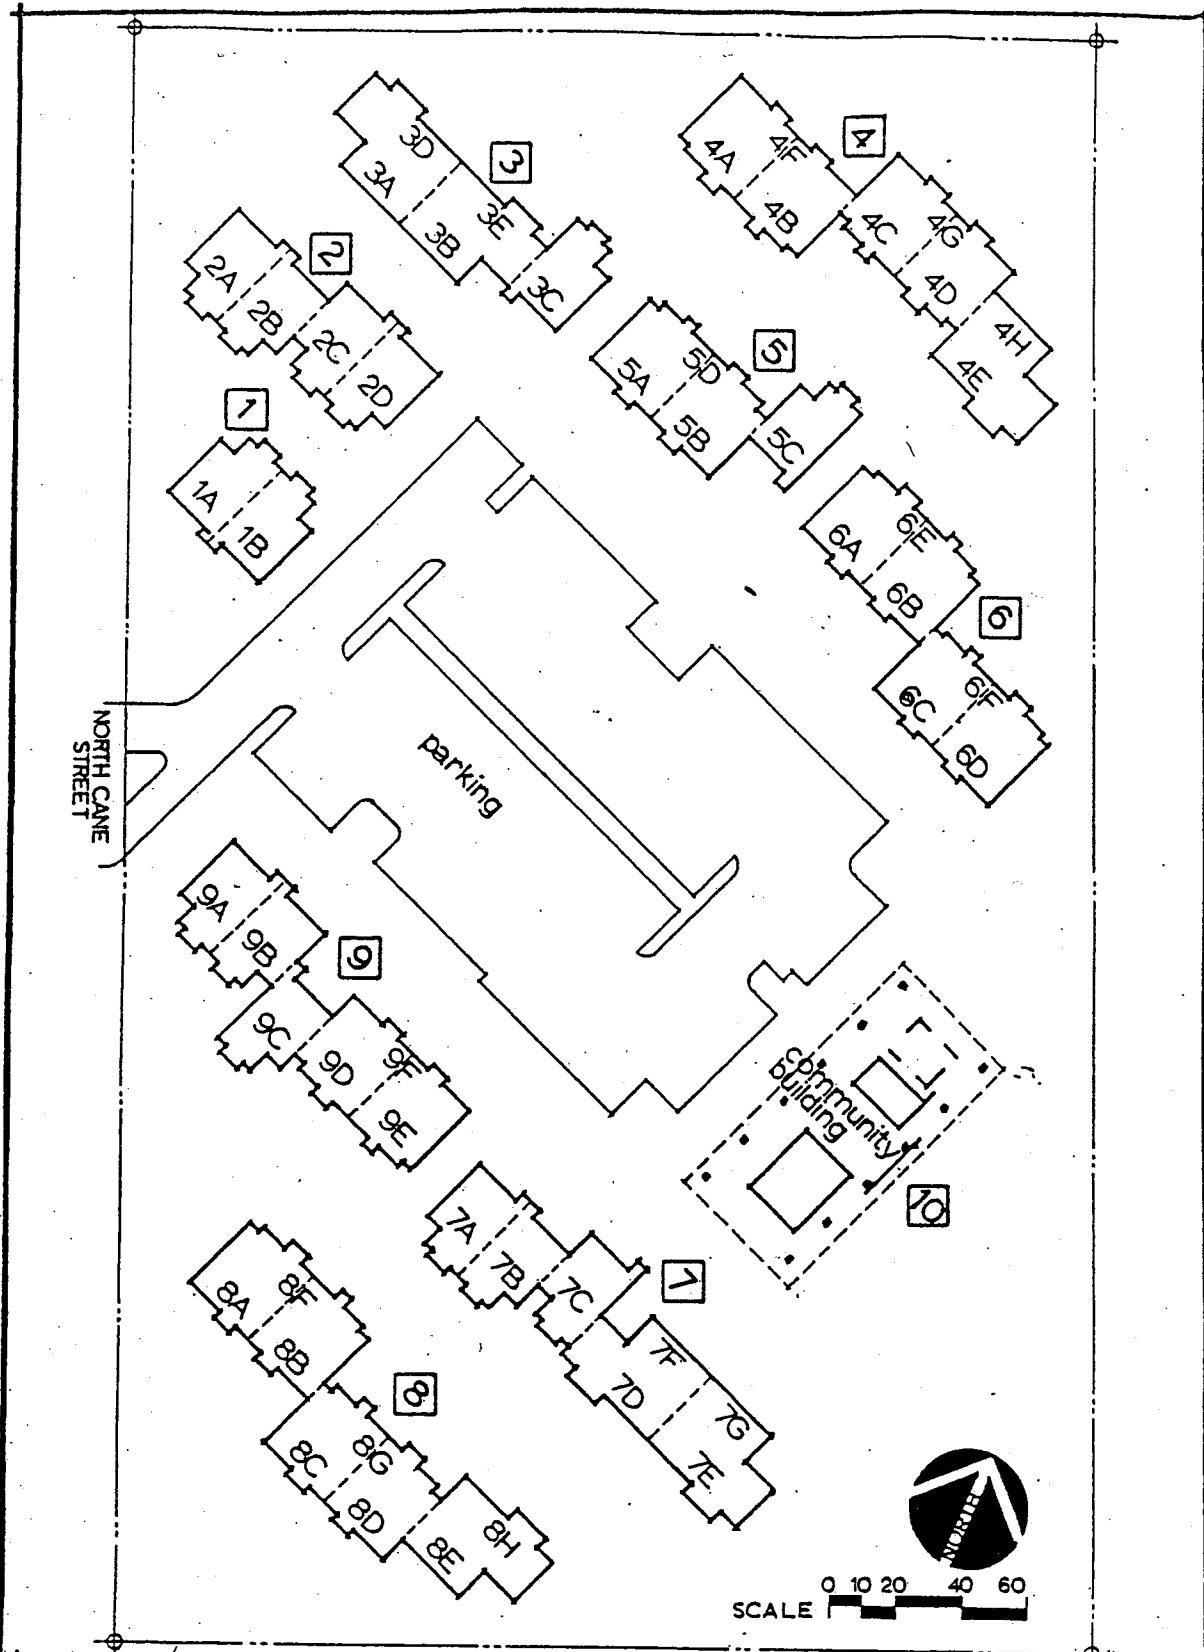 3
3D
3A
3E
3B
3C
4
4A
4F
4B
4C
4G
4D
4H
4E
2
2A
2B
2C
2D
1
1A
1B
5
5A
5D
5B
5C
6
6A
6E
6B
6C
6F
6D
NORTH CANE
STREET
parking
9
9A
9B
9C
9D
9F
9E
community
building
10
7
7A
7B
7C
7D
7F
7G
7E
8
8A
8F
8B
8C
8G
8D
8E
8H
NORTH
SCALE 0 10 20 40 60